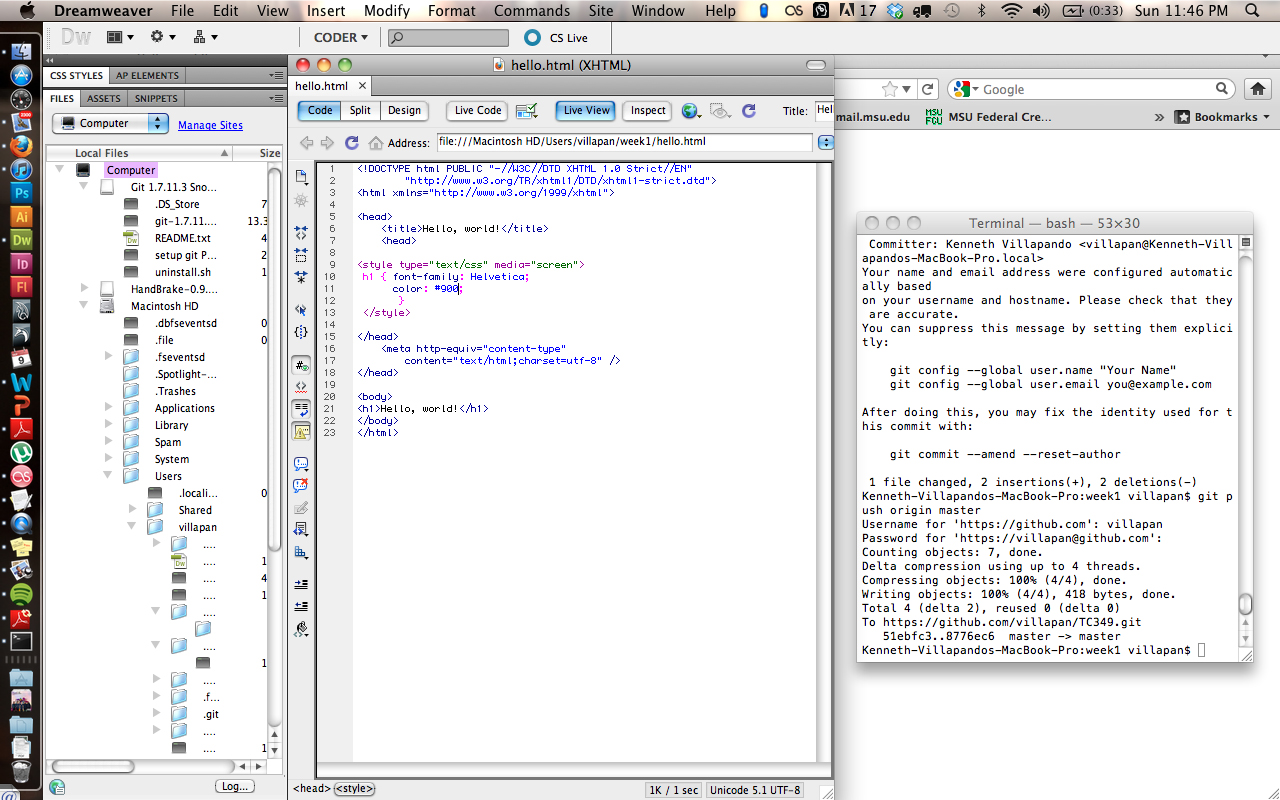 Dreamweaver File Edit View Insert Modify Format Commands Site Window Help
17
(0:33) Sun 11:46 PM
Dw
CODER
CS Live
CSS STYLES AP ELEMENTS
FILES ASSETS SNIPPETS
Computer
Manage Sites
Local Files Size
Computer
Git 1.7.11.3 Sno...
.DS_Store 7
git-1.7.11.... 13.3
README.txt 4
setup git P... 2
uninstall.sh 1
HandBrake-0.9....
Macintosh HD
.dbfseventsd 0
.file 0
.fseventsd
.Spotlight-...
.Trashes
Applications
Library
Spam
System
Users
.locali... 0
Shared
villapan
....
.... 1
.... 4
.... 1
....
....
1
....
.f...
.git
....
.... 1
Log...
hello.html (XHTML)
hello.html
Code Split Design Live Code Live View Inspect Title: Hel
Address: file:///Macintosh HD/Users/villapan/week1/hello.html
1 <!DOCTYPE html PUBLIC "-//W3C//DTD XHTML 1.0 Strict//EN"
2 "http://www.w3.org/TR/xhtml1/DTD/xhtml1-strict.dtd">
3 <html xmlns="http://www.w3.org/1999/xhtml">
4
5 <head>
6 <title>Hello, world!</title>
7 <head>
8
9 <style type="text/css" media="screen">
10 h1 { font-family: Helvetica;
11 color: #900;
12 }
13 </style>
14
15 </head>
16 <meta http-equiv="content-type"
17 content="text/html;charset=utf-8" />
18 </head>
19
20 <body>
21 <h1>Hello, world!</h1>
22 </body>
23 </html>
<head> <style>
1K / 1 sec Unicode 5.1 UTF-8
Google
mail.msu.edu MSU FCU MSU Federal Cre... » Bookmarks
Terminal — bash — 53×30
Committer: Kenneth Villapando <villapan@Kenneth-Vill
apandos-MacBook-Pro.local>
Your name and email address were configured automatic
ally based
on your username and hostname. Please check that they
are accurate.
You can suppress this message by setting them explici
tly:
git config --global user.name "Your Name"
git config --global user.email you@example.com
After doing this, you may fix the identity used for t
his commit with:
git commit --amend --reset-author
1 file changed, 2 insertions(+), 2 deletions(-)
Kenneth-Villapandos-MacBook-Pro:week1 villapan$ git p
ush origin master
Username for 'https://github.com': villapan
Password for 'https://villapan@github.com':
Counting objects: 7, done.
Delta compression using up to 4 threads.
Compressing objects: 100% (4/4), done.
Writing objects: 100% (4/4), 418 bytes, done.
Total 4 (delta 2), reused 0 (delta 0)
To https://github.com/villapan/TC349.git
51ebfc3..8776ec6 master -> master
Kenneth-Villapandos-MacBook-Pro:week1 villapan$
Ps
Ai
Dw
Id
Fl
9